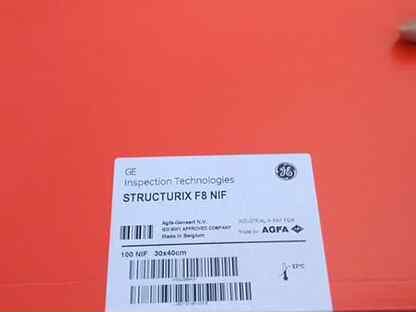 GE
Inspection Technologies
STRUCTURIX F8 NIF
Agfa-Gevaert N.V.
ISO 9001 APPROVED COMPANY
Made in Belgium
INDUSTRIAL X-RAY FILM
Made by AGFA
100 NIF 30x40cm